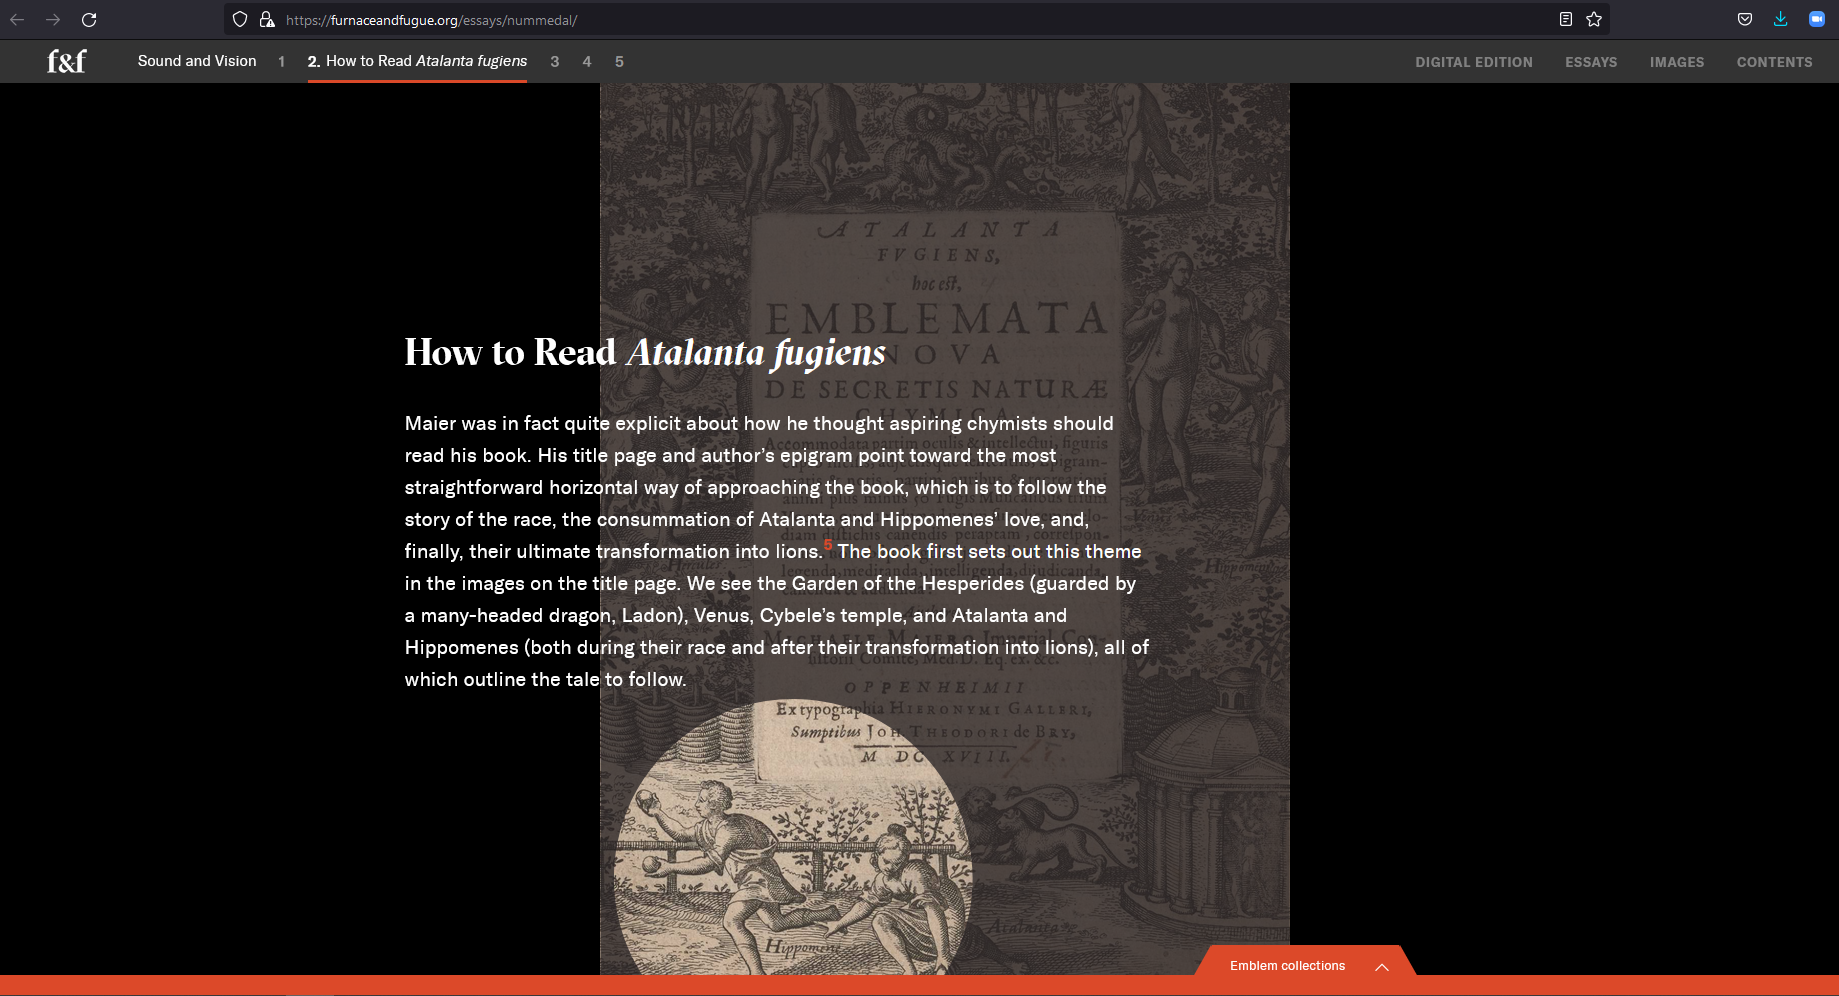 https://furnaceandfugue.org/essays/nummedal/
f&f
Sound and Vision 1 2. How to Read Atalanta fugiens 3 4 5
DIGITAL EDITION ESSAYS IMAGES CONTENTS
ATALANTA
FVGIENS,
hoc est,
EMBLEMATA
NOVA
DE SECRETIS NATURÆ
CHYMICA
How to Read Atalanta fugiens
Maier was in fact quite explicit about how he thought aspiring chymists should
read his book. His title page and author’s epigram point toward the most
straightforward horizontal way of approaching the book, which is to follow the
story of the race, the consummation of Atalanta and Hippomenes’ love, and,
finally, their ultimate transformation into lions.5 The book first sets out this theme
in the images on the title page. We see the Garden of the Hesperides (guarded by
a many-headed dragon, Ladon), Venus, Cybele’s temple, and Atalanta and
Hippomenes (both during their race and after their transformation into lions), all of
which outline the tale to follow.
OPPENHEIMII
Ex typographia HIERONYMI GALLERI,
Sumptibus JOH. THEODORI de BRY,
M DC XVIII.
Hercules
Venus
Atalanta
Emblem collections